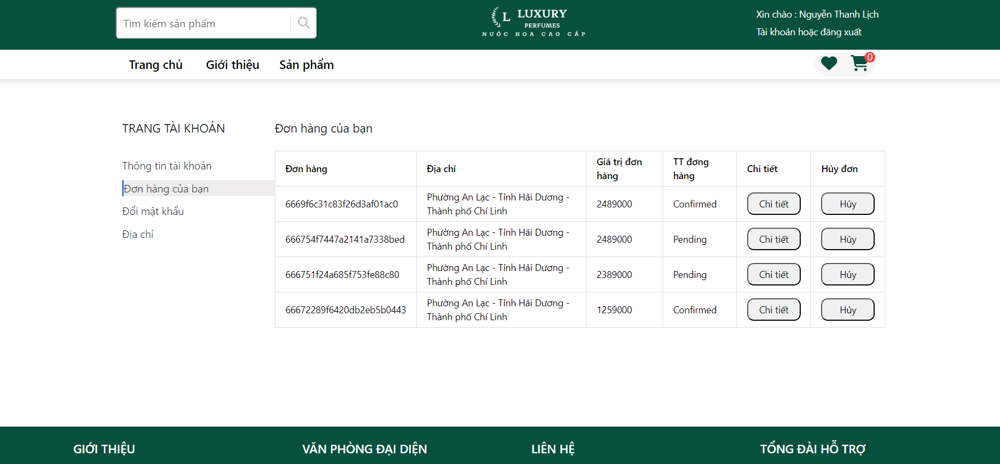 Tìm kiếm sản phẩm
L LUXURY
PERFUMES
NƯỚC HOA CAO CẤP
Xin chào : Nguyễn Thanh Lịch
Tài khoản hoặc đăng xuất
Trang chủ Giới thiệu Sản phẩm
0
TRANG TÀI KHOẢN
Thông tin tài khoản
Đơn hàng của bạn
Đổi mật khẩu
Địa chỉ
Đơn hàng của bạn
Đơn hàng Địa chỉ Giá trị đơn hàng TT đơng hàng Chi tiết Hủy đơn
6669f6c31c83f26d3af01ac0 Phường An Lạc - Tỉnh Hải Dương - Thành phố Chí Linh 2489000 Confirmed Chi tiết Hủy
666754f7447a2141a7338bed Phường An Lạc - Tỉnh Hải Dương - Thành phố Chí Linh 2489000 Pending Chi tiết Hủy
666751f24a685f753fe88c80 Phường An Lạc - Tỉnh Hải Dương - Thành phố Chí Linh 2389000 Pending Chi tiết Hủy
66672289f6420db2eb5b0443 Phường An Lạc - Tỉnh Hải Dương - Thành phố Chí Linh 1259000 Confirmed Chi tiết Hủy
GIỚI THIỆU VĂN PHÒNG ĐẠI DIỆN LIÊN HỆ TỔNG ĐÀI HỖ TRỢ